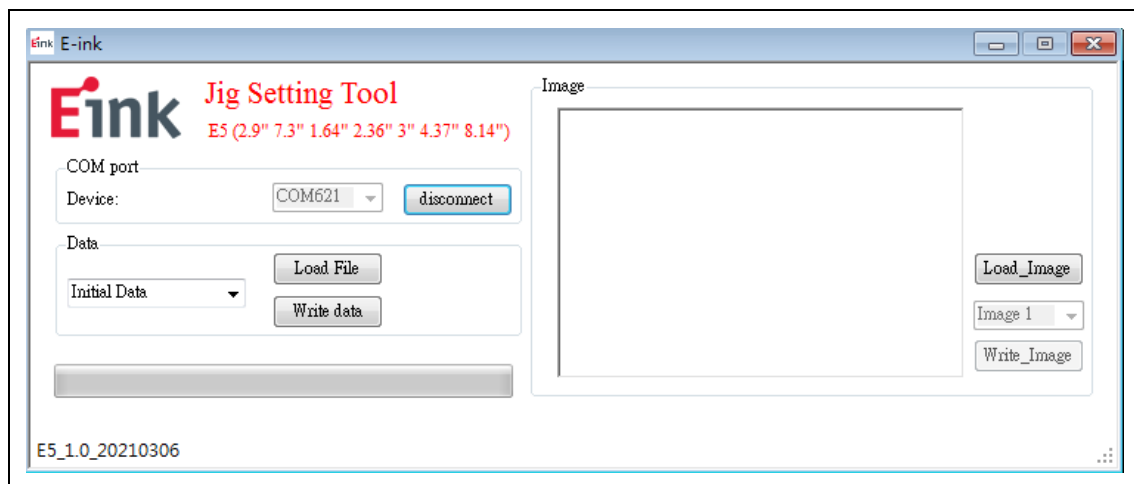 Eink E-ink
Eink
Jig Setting Tool
E5 (2.9" 7.3" 1.64" 2.36" 3" 4.37" 8.14")
COM port
Device: COM621 disconnect
Data
Initial Data
Load File
Write data
E5_1.0_20210306
Image
Load_Image
Image 1
Write_Image